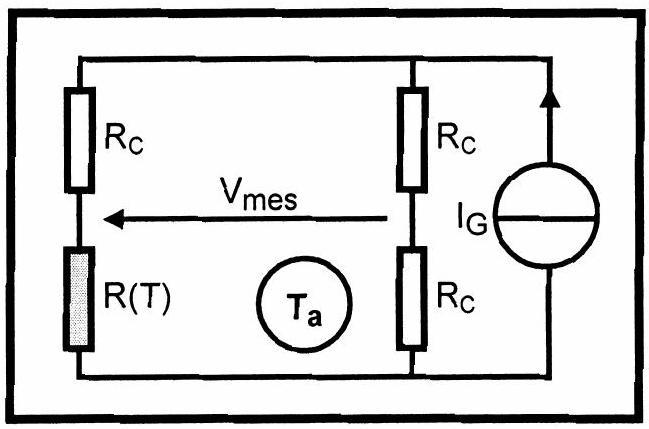 R_C
R_C
V_mes
I_G
R(T)
T_a
R_C